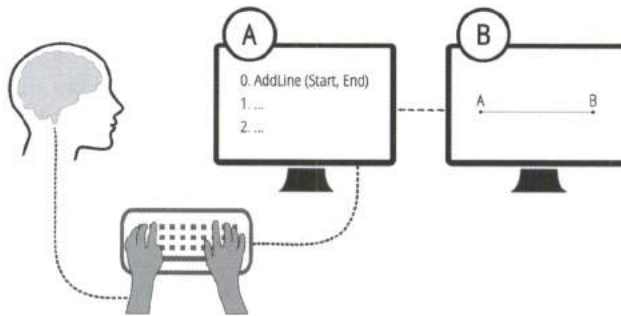 A
0. AddLine (Start, End)
1. ...
2. ...
B
A B